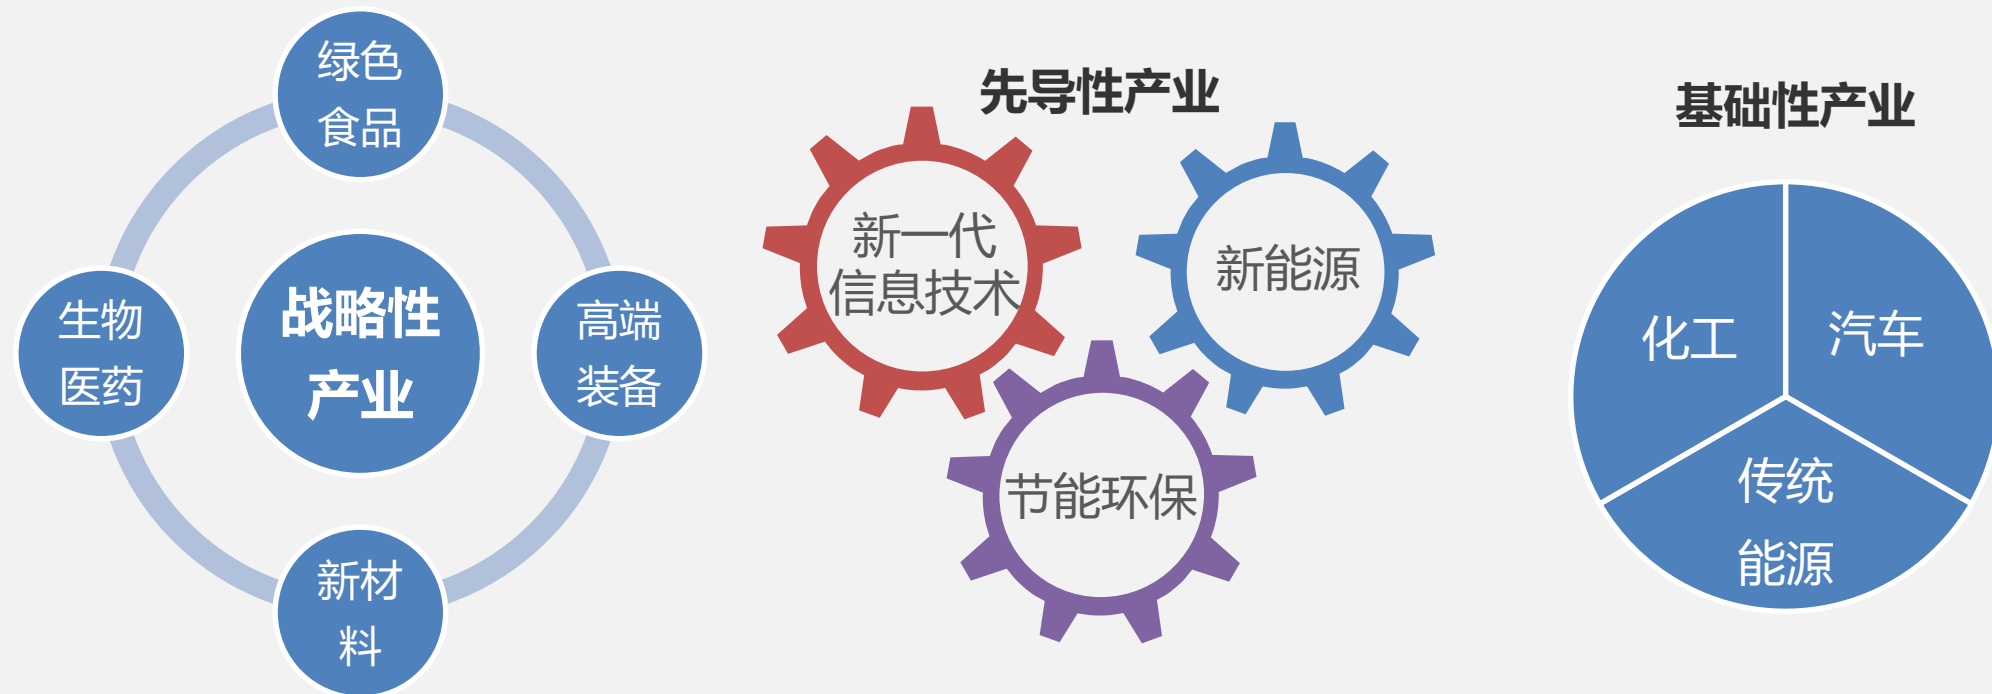 绿色
食品
生物
医药
战略性
产业
高端
装备
新材
料
先导性产业
新一代
信息技术
新能源
节能环保
基础性产业
化工
汽车
传统
能源